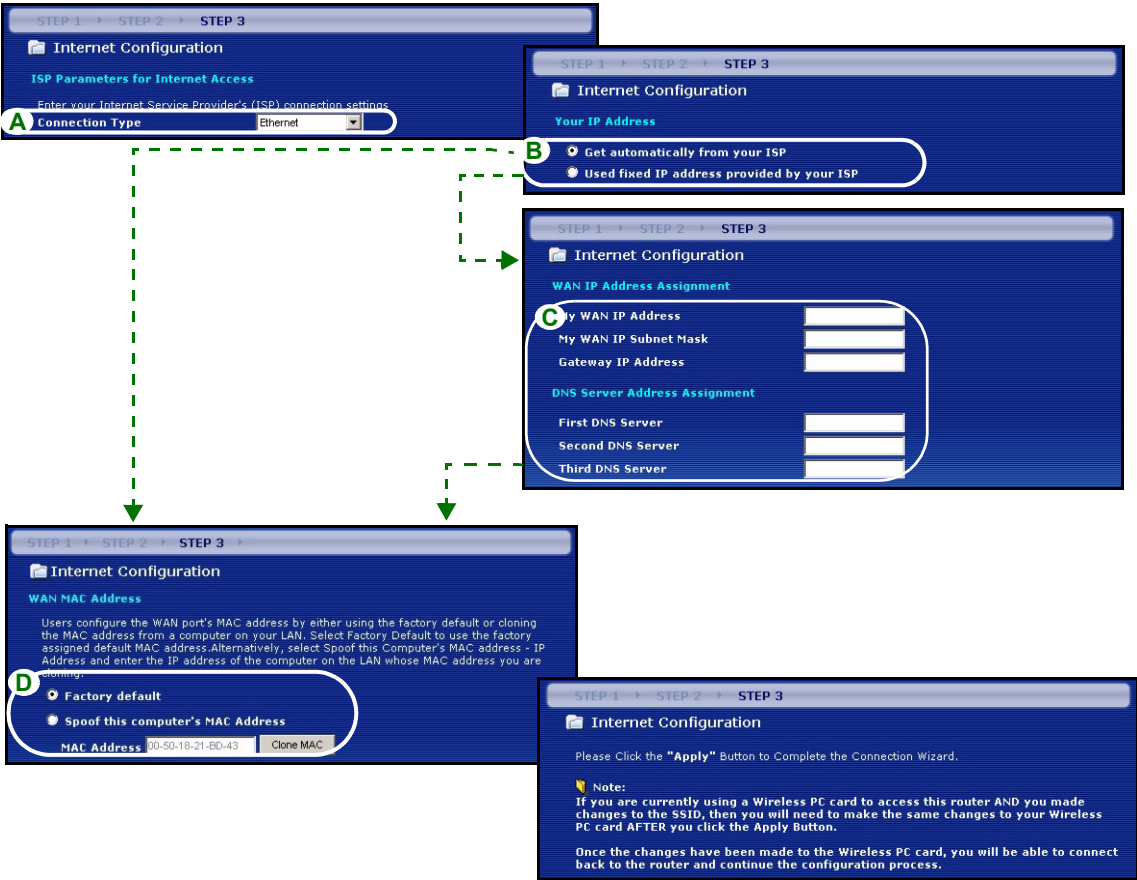 STEP 1 STEP 2 STEP 3
Internet Configuration
ISP Parameters for Internet Access
Enter your Internet Service Provider's (ISP) connection settings
A Connection Type Ethernet
STEP 1 STEP 2 STEP 3
Internet Configuration
Your IP Address
B Get automatically from your ISP
Used fixed IP address provided by your ISP
STEP 1 STEP 2 STEP 3
Internet Configuration
WAN IP Address Assignment
C My WAN IP Address
My WAN IP Subnet Mask
Gateway IP Address
DNS Server Address Assignment
First DNS Server
Second DNS Server
Third DNS Server
STEP 1 STEP 2 STEP 3
Internet Configuration
WAN MAC Address
Users configure the WAN port's MAC address by either using the factory default or cloning
the MAC address from a computer on your LAN. Select Factory Default to use the factory
assigned default MAC address.Alternatively, select Spoof this Computer's MAC address - IP
Address and enter the IP address of the computer on the LAN whose MAC address you are
cloning.
D Factory default
Spoof this computer's MAC Address
MAC Address 00-50-18-21-BD-43 Clone MAC
STEP 1 STEP 2 STEP 3
Internet Configuration
Please Click the "Apply" Button to Complete the Connection Wizard.
Note:
If you are currently using a Wireless PC card to access this router AND you made
changes to the SSID, then you will need to make the same changes to your Wireless
PC card AFTER you click the Apply Button.
Once the changes have been made to the Wireless PC card, you will be able to connect
back to the router and continue the configuration process.